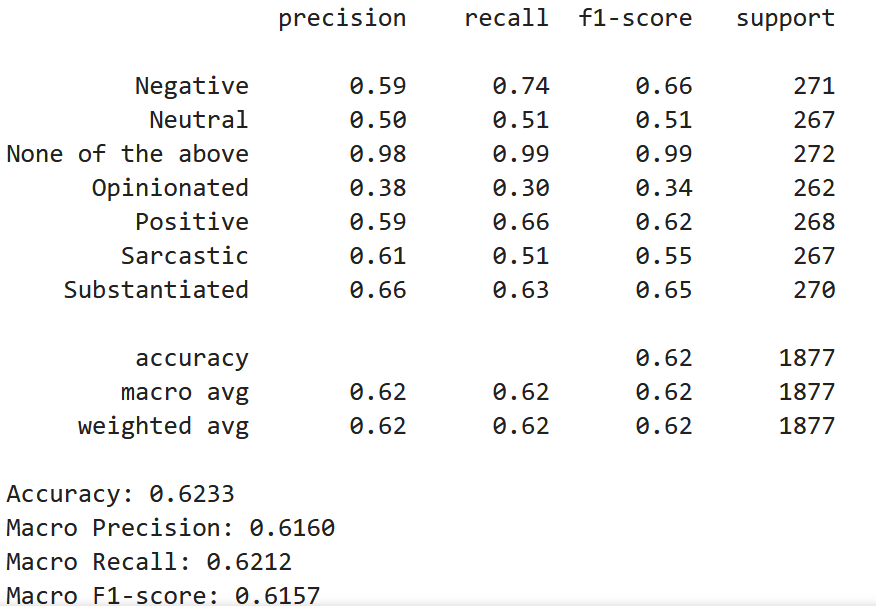 precision recall f1-score support
Negative 0.59 0.74 0.66 271
Neutral 0.50 0.51 0.51 267
None of the above 0.98 0.99 0.99 272
Opinionated 0.38 0.30 0.34 262
Positive 0.59 0.66 0.62 268
Sarcastic 0.61 0.51 0.55 267
Substantiated 0.66 0.63 0.65 270
accuracy 0.62 1877
macro avg 0.62 0.62 0.62 1877
weighted avg 0.62 0.62 0.62 1877
Accuracy: 0.6233
Macro Precision: 0.6160
Macro Recall: 0.6212
Macro F1-score: 0.6157